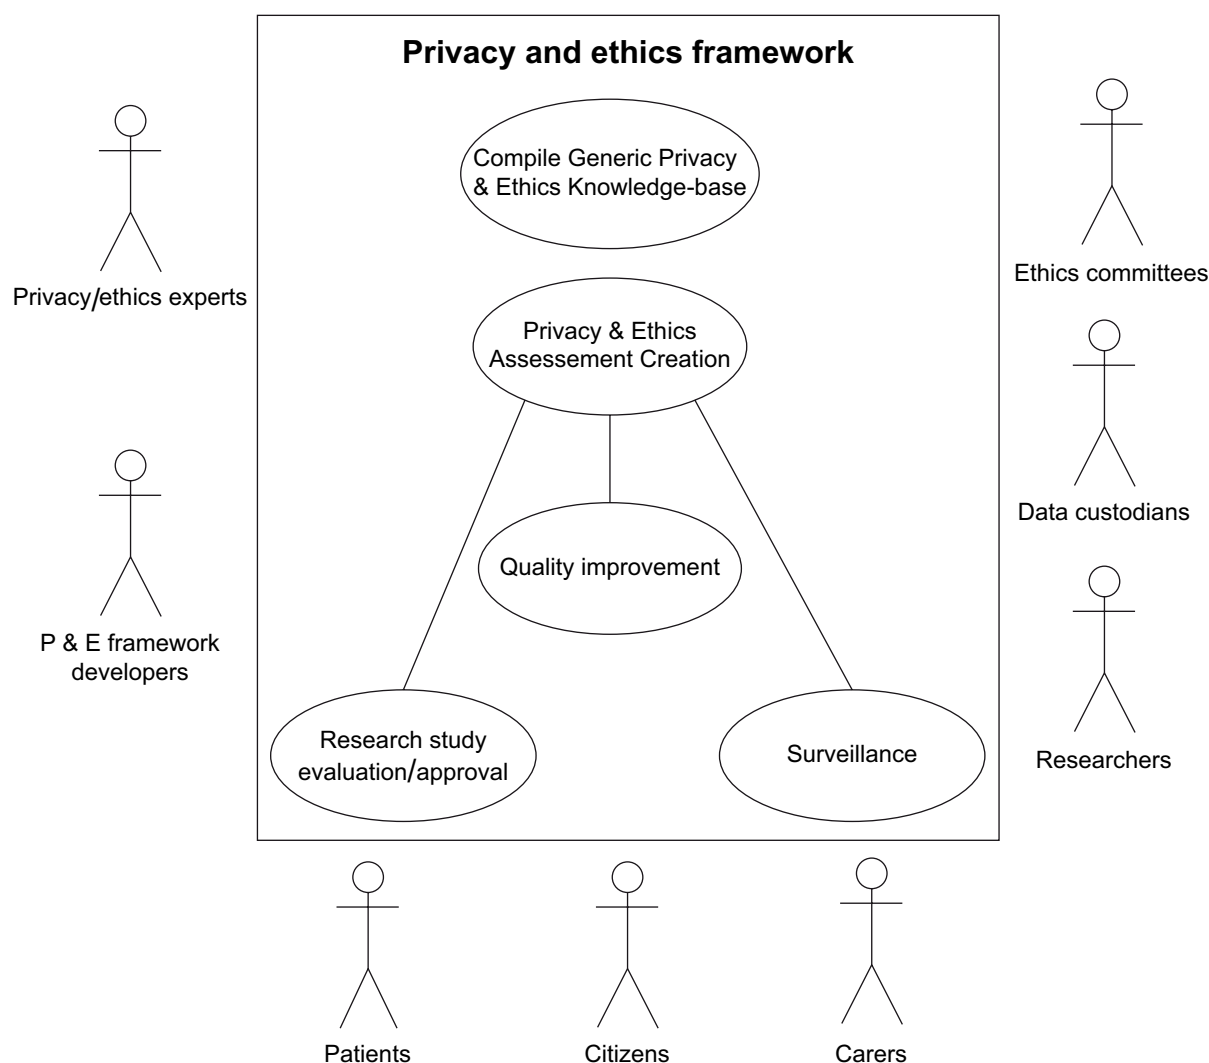 Privacy and ethics framework
Compile Generic Privacy
& Ethics Knowledge-base
Privacy/ethics experts
Ethics committees
Privacy & Ethics
Assessement Creation
Data custodians
Quality improvement
P & E framework
developers
Research study
evaluation/approval
Surveillance
Researchers
Patients
Citizens
Carers